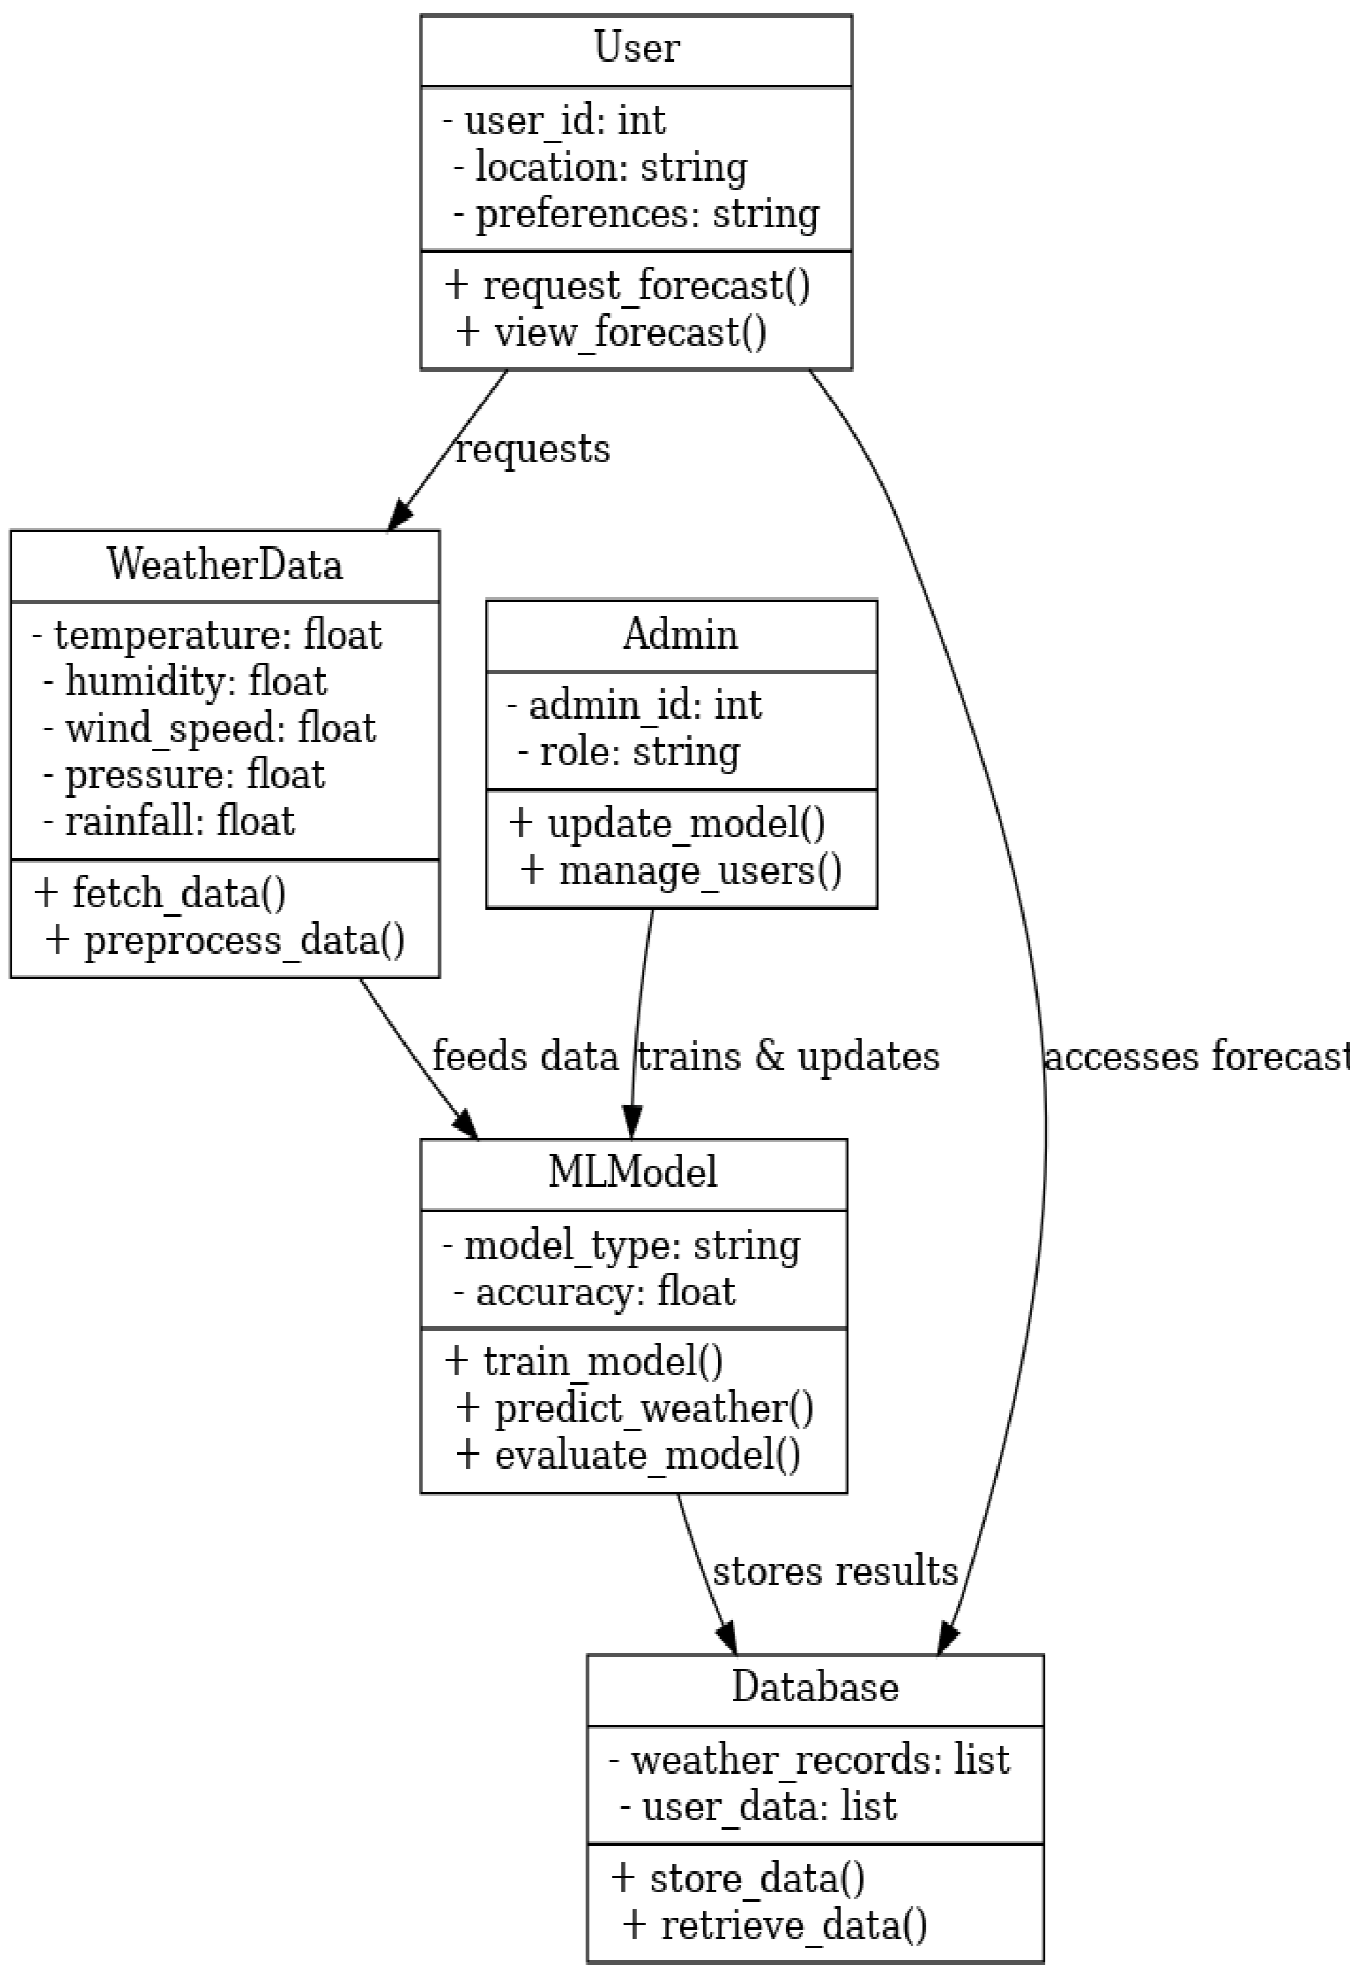 User
- user_id: int
- location: string
- preferences: string
+ request_forecast()
+ view_forecast()
requests
WeatherData
- temperature: float
- humidity: float
- wind_speed: float
- pressure: float
- rainfall: float
+ fetch_data()
+ preprocess_data()
Admin
- admin_id: int
- role: string
+ update_model()
+ manage_users()
feeds data
trains & updates
accesses forecast
MLModel
- model_type: string
- accuracy: float
+ train_model()
+ predict_weather()
+ evaluate_model()
stores results
Database
- weather_records: list
- user_data: list
+ store_data()
+ retrieve_data()